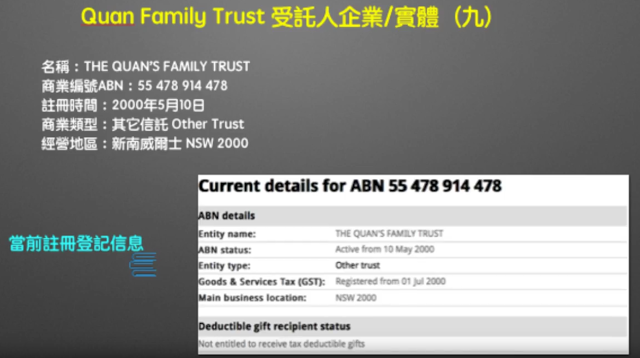 Quan Family Trust 受託人企業/實體（九）
名稱：THE QUAN'S FAMILY TRUST
商業編號ABN：55 478 914 478
註冊時間：2000年5月10日
商業類型：其它信託 Other Trust
經營地區：新南威爾士 NSW 2000
當前註冊登記信息
Current details for ABN 55 478 914 478
ABN details
Entity name: THE QUAN'S FAMILY TRUST
ABN status: Active from 10 May 2000
Entity type: Other trust
Goods & Services Tax (GST): Registered from 01 Jul 2000
Main business location: NSW 2000
Deductible gift recipient status
Not entitled to receive tax deductible gifts